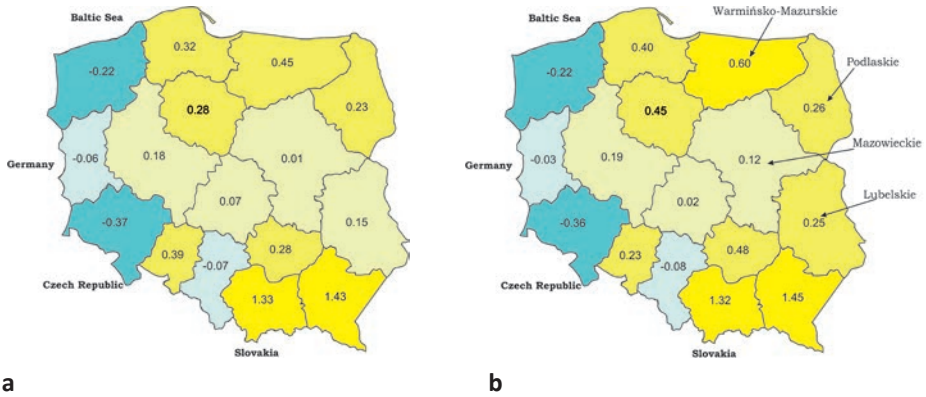 Baltic Sea
0.32
-0.22
0.45
0.28
0.23
-0.06
0.18
0.01
Germany
0.07
0.15
-0.37
0.39
-0.07
0.28
Czech Republic
1.33
1.43
Slovakia
a
Warmińsko-Mazurskie
Baltic Sea
0.40
-0.22
0.60
Podlaskie
0.45
0.26
Mazowieckie
-0.03
0.19
0.12
Germany
Lubelskie
0.02
0.25
-0.36
0.23
-0.08
0.48
Czech Republic
1.32
1.45
Slovakia
b